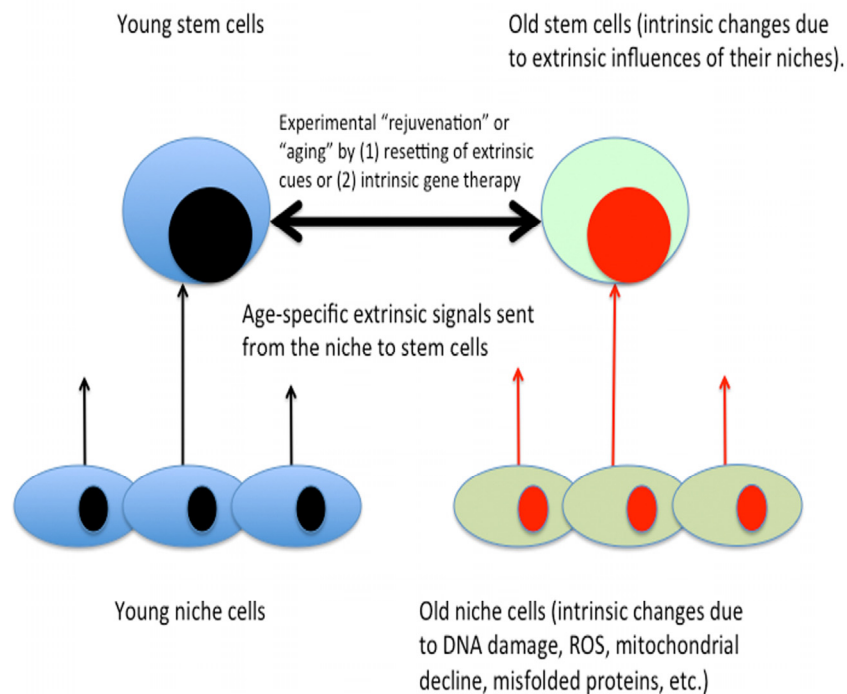 Young stem cells
Old stem cells (intrinsic changes due
to extrinsic influences of their niches).
Experimental “rejuvenation” or
“aging” by (1) resetting of extrinsic
cues or (2) intrinsic gene therapy
Age-specific extrinsic signals sent
from the niche to stem cells
Young niche cells
Old niche cells (intrinsic changes due
to DNA damage, ROS, mitochondrial
decline, misfolded proteins, etc.)